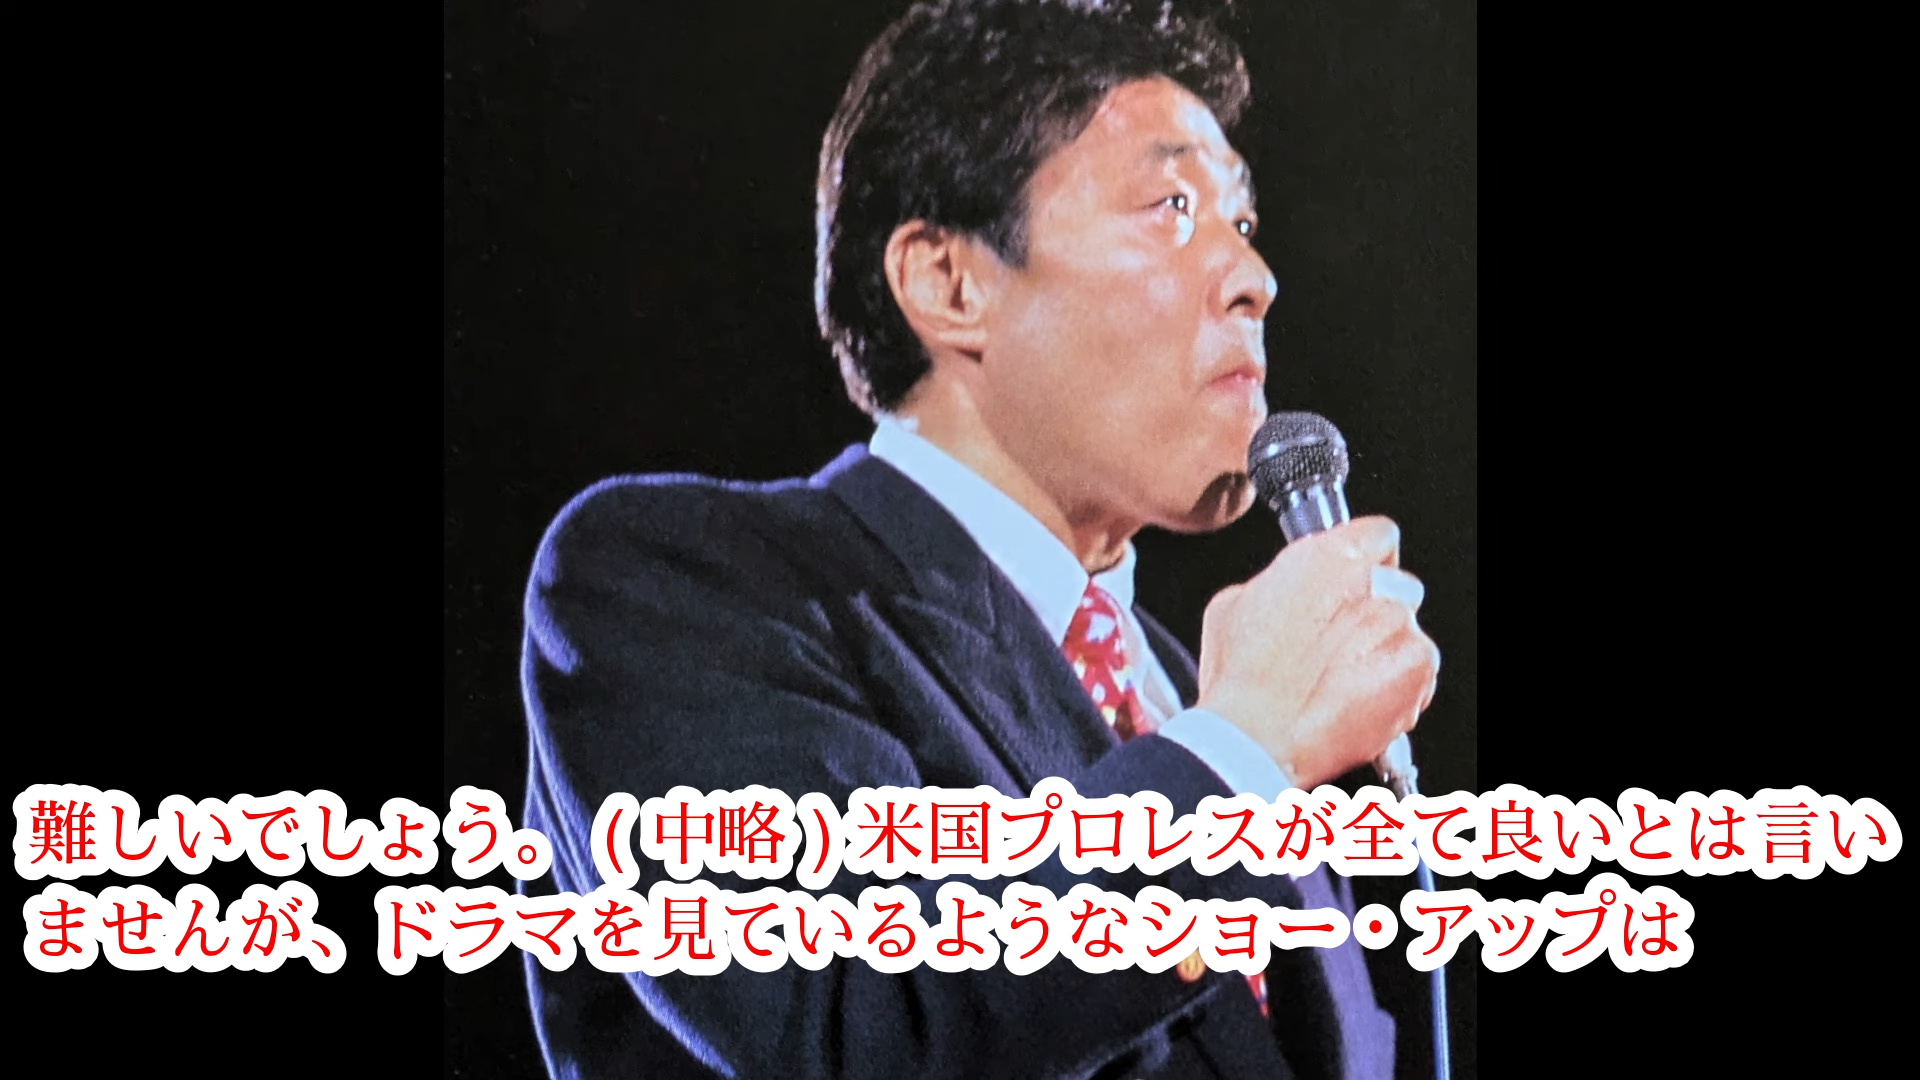 難しいでしょう。(中略)米国プロレスが全て良いとは言い
ませんが、ドラマを見ているようなショー・アップは